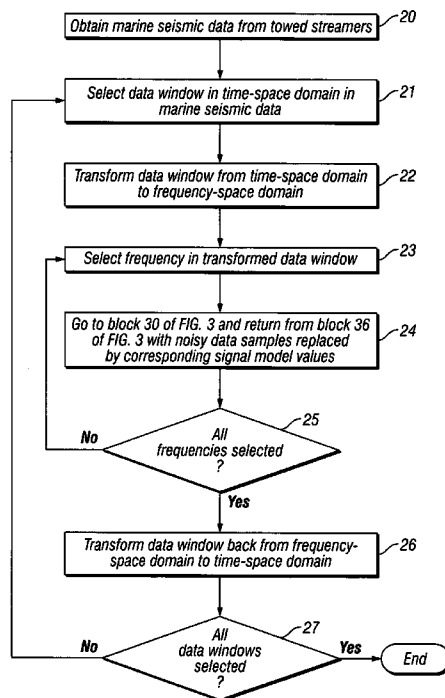 Obtain marine seismic data from towed streamers
20
Select data window in time-space domain in
marine seismic data
21
Transform data window from time-space domain
to frequency-space domain
22
Select frequency in transformed data window
23
Go to block 30 of FIG. 3 and return from block 36
of FIG. 3 with noisy data samples replaced
by corresponding signal model values
24
25
No
All
frequencies selected
?
Yes
Transform data window back from frequency-
space domain to time-space domain
26
27
No
All
data windows
selected
?
Yes
End